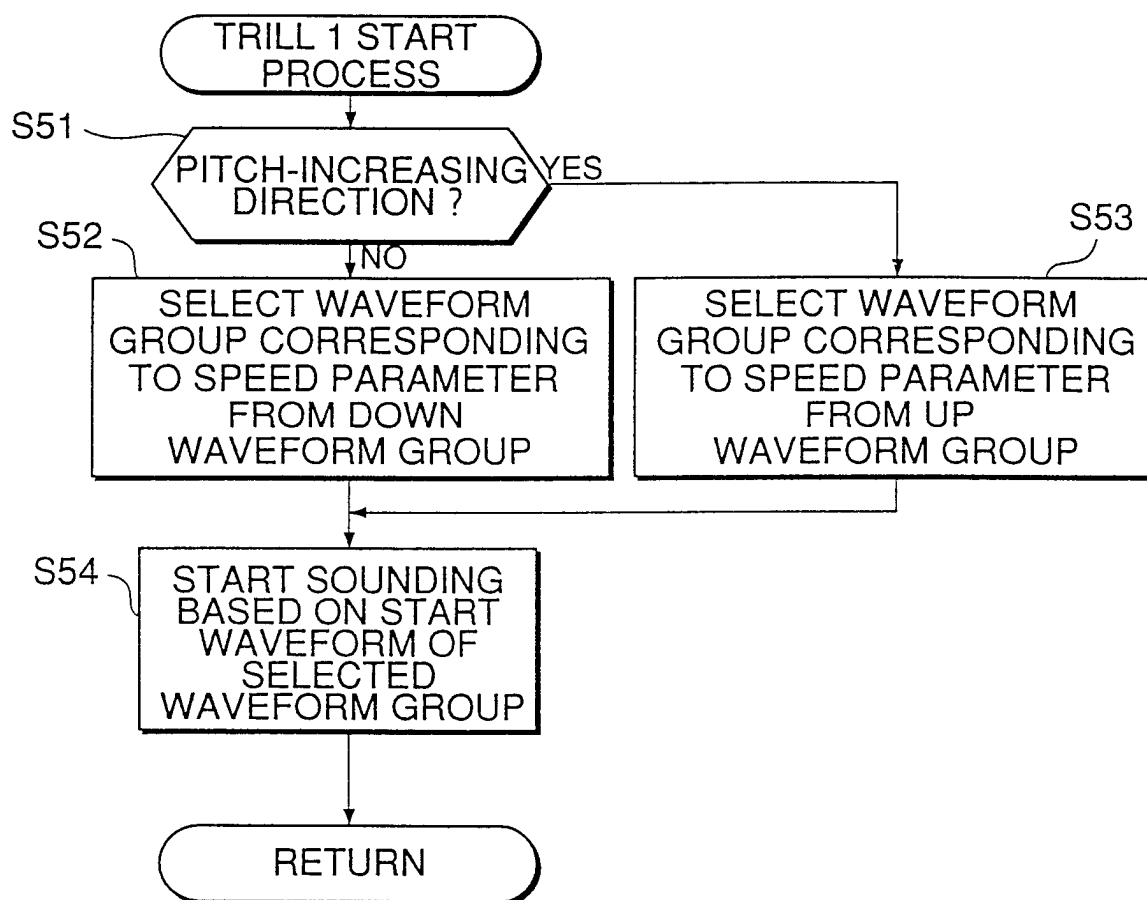 TRILL 1 START
PROCESS
S51
PITCH-INCREASING
DIRECTION ?
YES
NO
S52
SELECT WAVEFORM
GROUP CORRESPONDING
TO SPEED PARAMETER
FROM DOWN
WAVEFORM GROUP
S53
SELECT WAVEFORM
GROUP CORRESPONDING
TO SPEED PARAMETER
FROM UP
WAVEFORM GROUP
S54
START SOUNDING
BASED ON START
WAVEFORM OF
SELECTED
WAVEFORM GROUP
RETURN